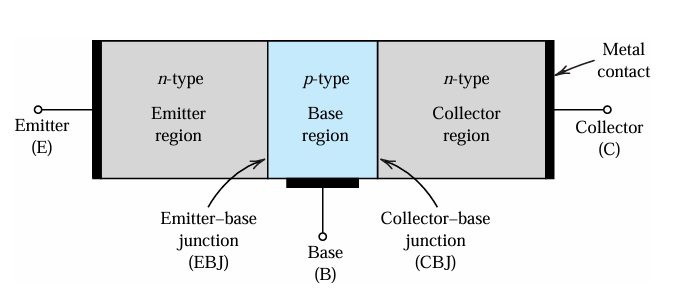 n-type
Emitter
region
p-type
Base
region
n-type
Collector
region
Metal
contact
Emitter
(E)
Collector
(C)
Emitter–base
junction
(EBJ)
Collector–base
junction
(CBJ)
Base
(B)